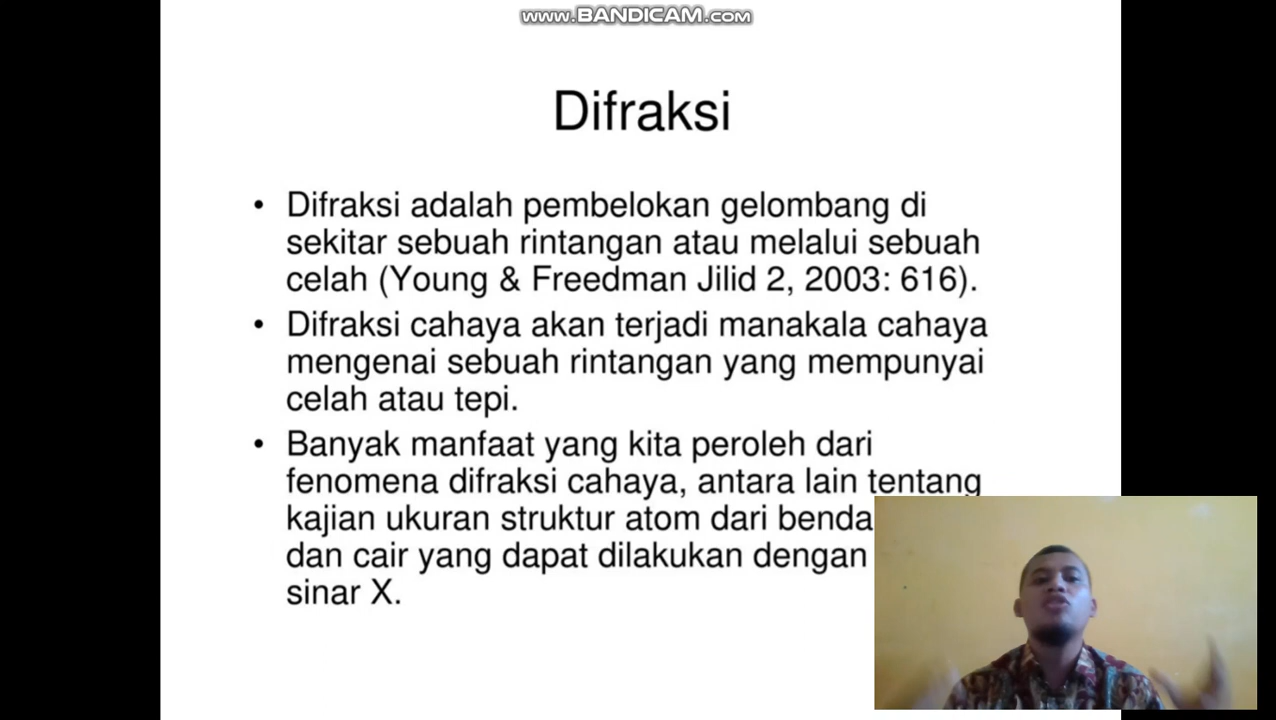 www.BANDICAM.com
Difraksi
• Difraksi adalah pembelokan gelombang di
sekitar sebuah rintangan atau melalui sebuah
celah (Young & Freedman Jilid 2, 2003: 616).
• Difraksi cahaya akan terjadi manakala cahaya
mengenai sebuah rintangan yang mempunyai
celah atau tepi.
• Banyak manfaat yang kita peroleh dari
fenomena difraksi cahaya, antara lain tentang
kajian ukuran struktur atom dari benda
dan cair yang dapat dilakukan dengan
sinar X.